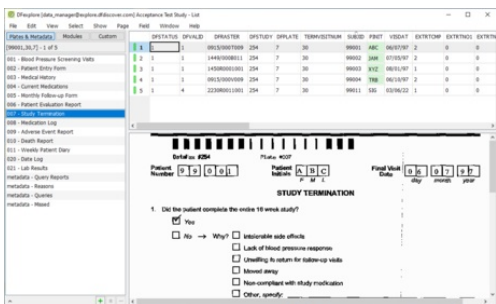 DFexplore [data_manager@explore.dfdiscover.com] Acceptance Test Study - List
File Edit View Select Show Page Field Window Help
Plates & Metadata Modules Custom
[99001,30,7] - 1 of 5
001 - Blood Pressure Screening Visits
002 - Patient Entry Form
003 - Medical History
004 - Current Medications
005 - Monthly Follow-up Form
006 - Patient Evaluation Report
007 - Study Termination
008 - Medication Log
009 - Adverse Event Report
010 - Death Report
011 - Weekly Patient Diary
020 - Data Log
021 - Lab Results
metadata - Query Reports
metadata - Reasons
metadata - Queries
metadata - Missed
DFSTATUS DFVALID DFRASTER DFSTUDY DFPLATE TERMVISITNUM SUBJID PINIT VISDAT EXTRTCMP EXTRTNO1 EXTRTN
1 1 1 0915/0007009 254 7 30 99001 ABC 06/07/97 2 0 0
2 1 1 1449/0008011 254 7 30 99002 JAM 07/05/97 2 0 0
3 1 1 1450R0001001 254 7 30 99003 XYZ 08/01/97 1 0 0
4 1 1 0915/000V009 254 7 30 99004 TRB 06/10/97 2 0 0
5 1 4 2230R0011001 254 7 30 99011 SIG 03/06/22 1 0 0
DataFax #254 Plate #007
Patient Number 9 9 0 0 1 Patient Initials A B C Final Visit Date 0 6 0 7 9 7
F M L day month year
STUDY TERMINATION
1. Did the patient complete the entire 10 week study?
Yes
No → Why? Intolerable side effects
Lack of blood pressure response
Unwilling to return for follow-up visits
Moved away
Non-compliant with study medication
Other, specify: